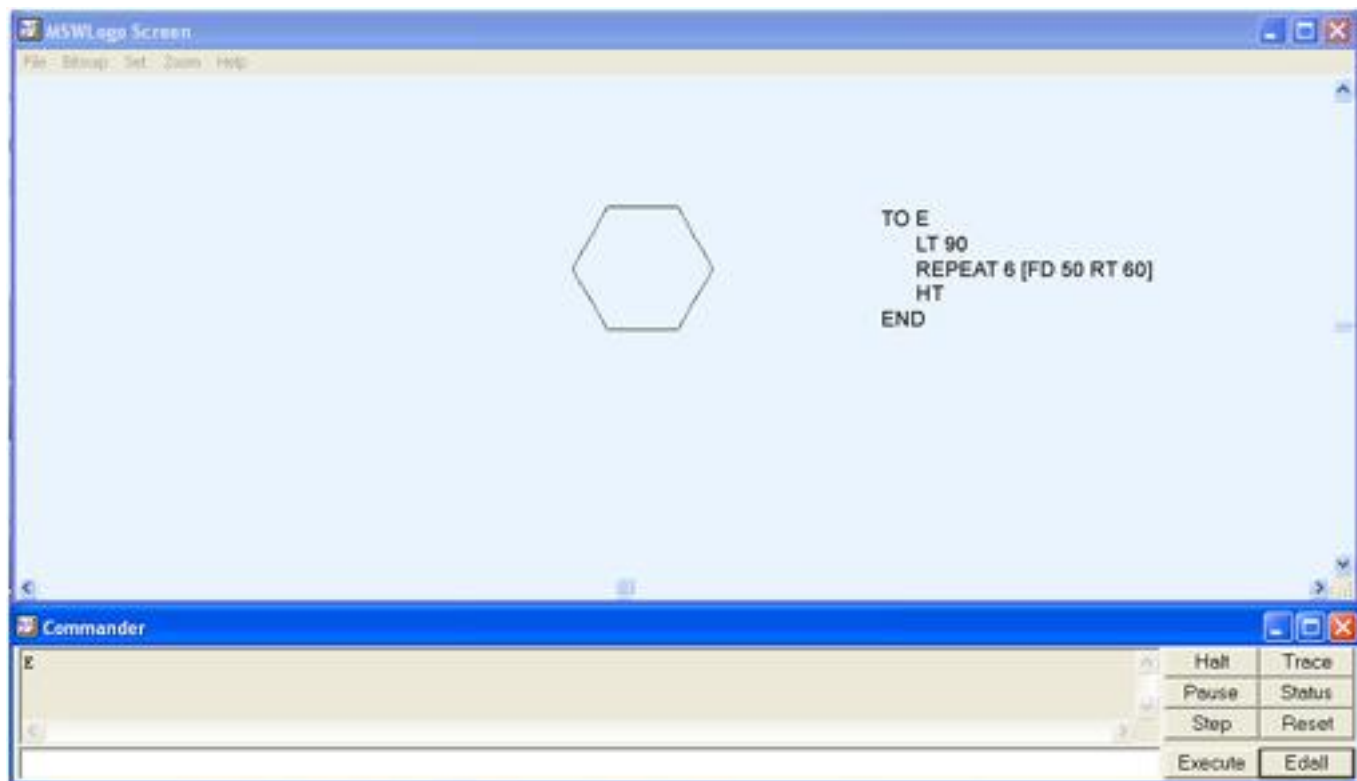 MSWLogo Screen
File Bitmap Set Zoom Help
TO E
LT 90
REPEAT 6 [FD 50 RT 60]
HT
END
Commander
E
Halt Trace
Pause Status
Step Reset
Execute Edall